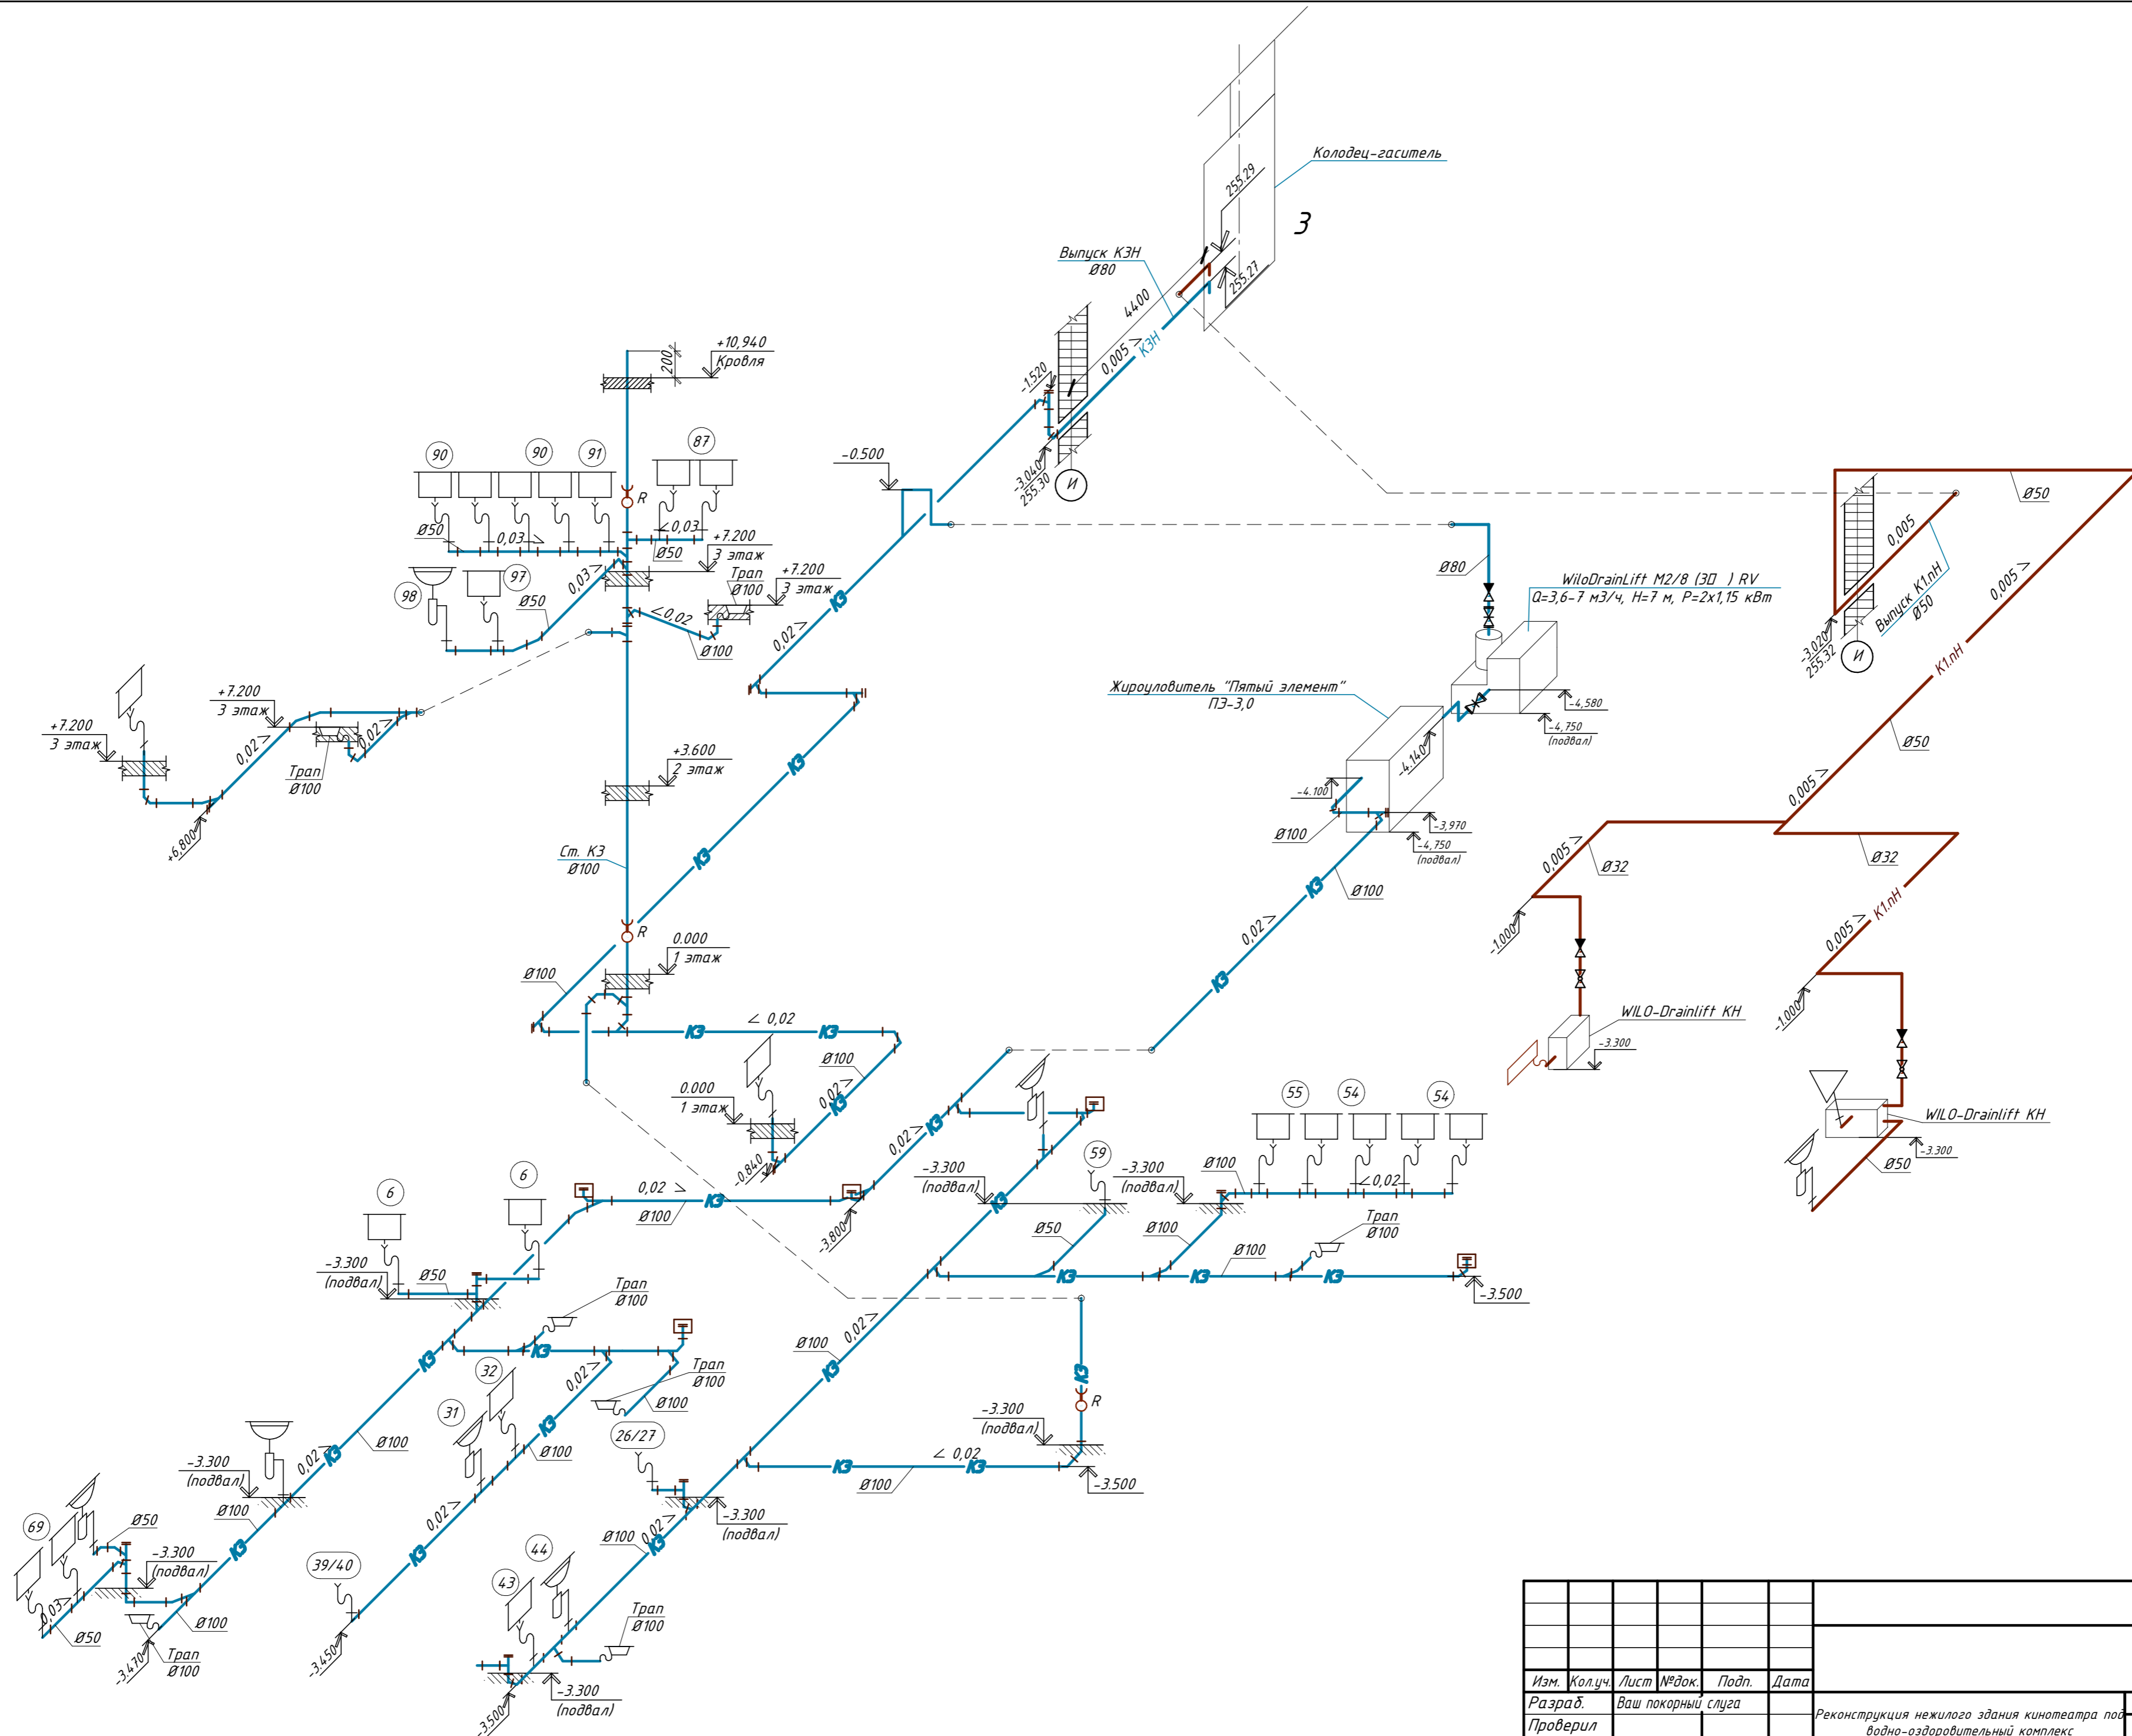 Колодец-гаситель
255.29
3
Выпуск К3Н
Ø80
255.27
4400
0,005 >
К3Н
-1.520
-3.040
255.30
И
+10,940
Кровля
200
90
90
91
87
R
Ø50
0,03 >
< 0,03
Ø50
+7.200
3 этаж
Трап
Ø100
+7.200
3 этаж
98
97
0,03 >
Ø50
< 0,02
Ø100
-0.500
К3
0,02 >
Ø50
0,005
Выпуск К1.пН
Ø50
0,005 >
-3.020
255.32
И
К1.пН
Ø80
WiloDrainLift M2/8 (3 ) RV
Q=3,6-7 м3/ч, H=7 м, P=2x1,15 кВт
Жироуловитель "Пятый элемент"
ПЭ-3,0
-4,580
-4,750
(подвал)
-4.140
-4.100
Ø100
-3,970
-4,750
(подвал)
Ø50
0,005 >
+7.200
3 этаж
+7.200
3 этаж
0,02 >
0,02 >
Трап
Ø100
+6.800
+3.600
2 этаж
К3
Ст. К3
Ø100
К3
R
0.000
1 этаж
Ø100
К3
∠ 0,02
К3
Ø100
0,02 >
К3
0.000
1 этаж
-0.840
К3
Ø100
0,02 >
К3
0,005 >
Ø32
-1.000
WILO-Drainlift KH
-3.300
Ø32
К1.пН
0,005 >
-1.000
WILO-Drainlift KH
-3.300
Ø50
0,02 >
К3
55
54
54
59
-3.300
(подвал)
-3.300
(подвал)
Ø100
∠ 0,02
К3
Ø50
Ø100
Трап
Ø100
Ø100
К3
К3
К3
-3.500
6
6
0,02 >
К3
Ø100
-3.800
-3.300
(подвал)
Ø50
Трап
Ø100
К3
К3
32
0,02 >
Трап
Ø100
Ø100
31
К3
Ø100
26/27
0,02 >
Ø100
К3
К3
R
-3.300
(подвал)
∠ 0,02
К3
К3
Ø100
-3.500
-3.300
(подвал)
0,02 >
К3
Ø100
-3.300
(подвал)
Ø100
69
Ø50
-3.300
(подвал)
К3
0,03 >
Ø50
Ø100
Трап
Ø100
-3.470
0,02 >
К3
39/40
-3.450
Ø100
0,02 >
К3
44
43
Трап
Ø100
-3.300
(подвал)
-3.500
Изм. Кол.уч. Лист №док. Подп. Дата
Разраб. Ваш покорный слуга
Проверил
Реконструкция нежилого здания кинотеатра под
водно-оздоровительный комплекс